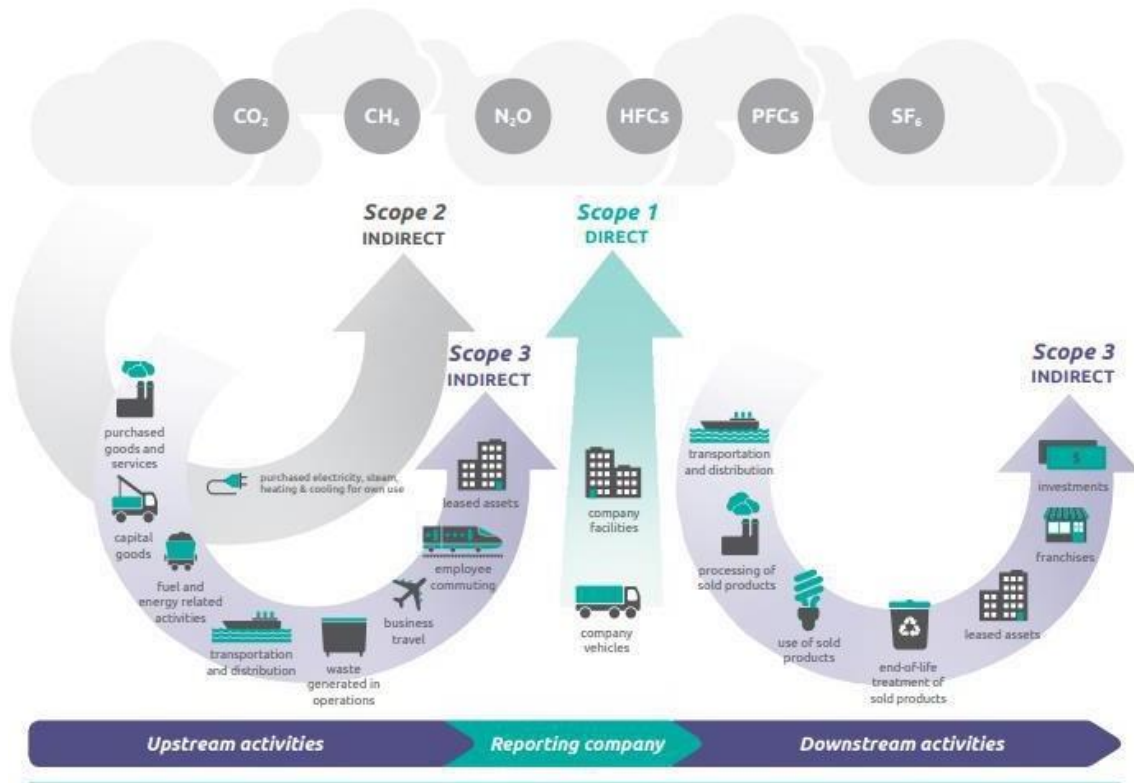 CO₂
CH₄
N₂O
HFCs
PFCs
SF₆
Scope 2
INDIRECT
Scope 1
DIRECT
Scope 3
INDIRECT
Scope 3
INDIRECT
purchased
goods and
services
capital
goods
fuel and
energy related
activities
transportation
and distribution
waste
generated in
operations
business
travel
employee
commuting
leased assets
purchased electricity, steam,
heating & cooling for own use
company
facilities
company
vehicles
transportation
and distribution
processing of
sold products
use of sold
products
end-of-life
treatment of
sold products
leased assets
franchises
$
investments
Upstream activities
Reporting company
Downstream activities